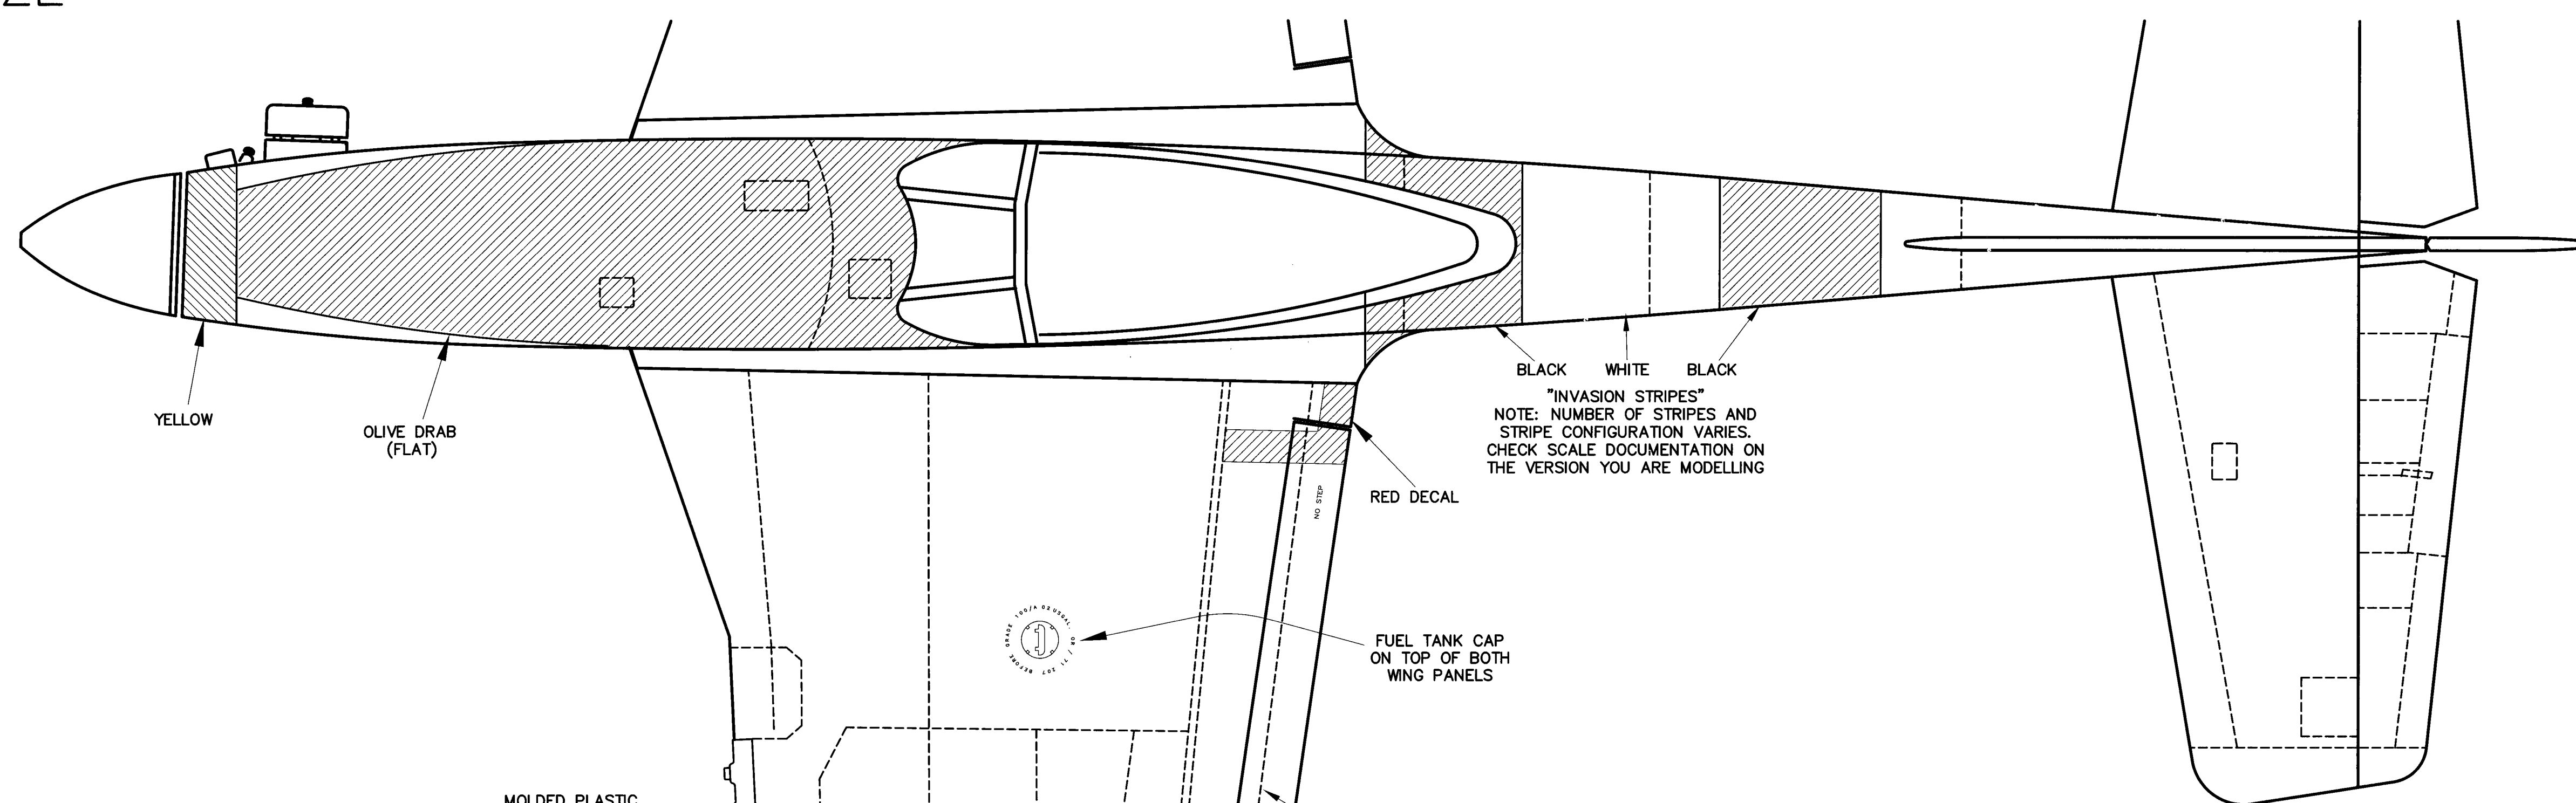 YELLOW
OLIVE DRAB
(FLAT)
BLACK WHITE BLACK
"INVASION STRIPES"
NOTE: NUMBER OF STRIPES AND
STRIPE CONFIGURATION VARIES.
CHECK SCALE DOCUMENTATION ON
THE VERSION YOU ARE MODELLING
RED DECAL
NO STEP
FUEL TANK CAP
ON TOP OF BOTH
WING PANELS
MOLDED PLASTIC